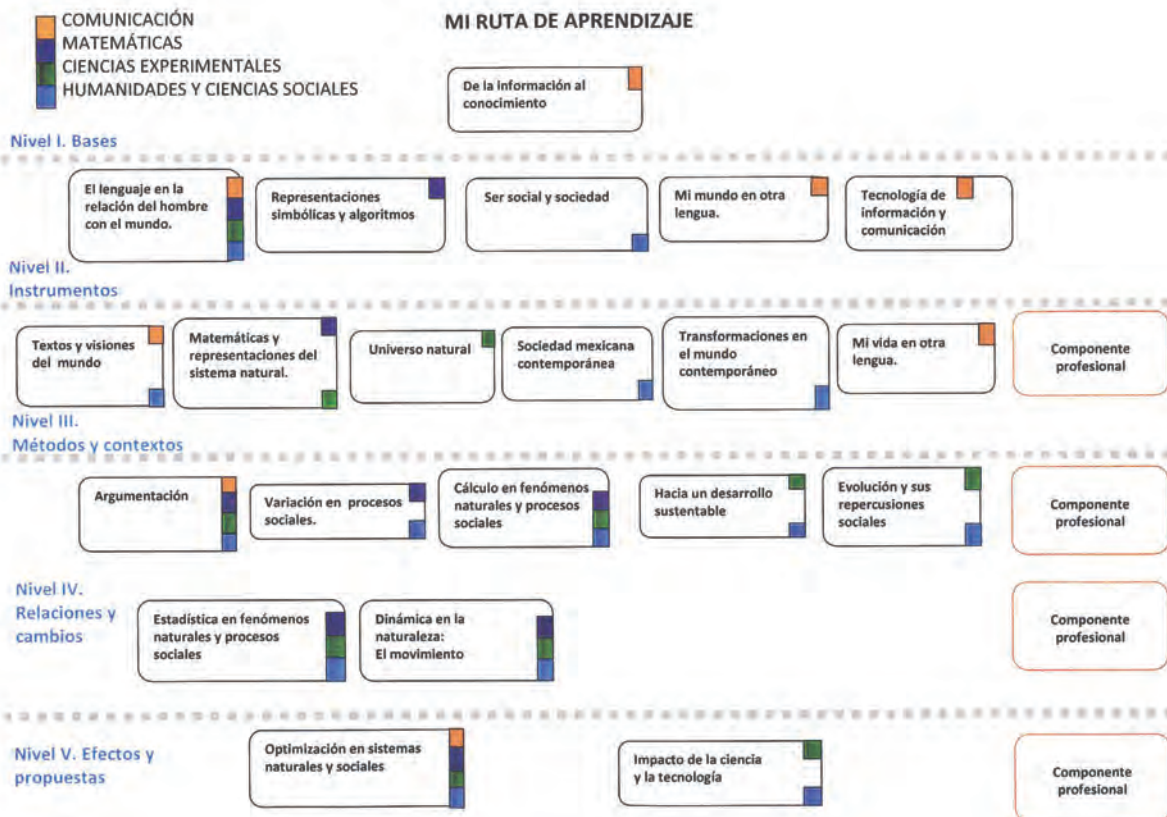 COMUNICACIÓN
MATEMÁTICAS
CIENCIAS EXPERIMENTALES
HUMANIDADES Y CIENCIAS SOCIALES
MI RUTA DE APRENDIZAJE
De la información al
conocimiento
Nivel I. Bases
El lenguaje en la
relación del hombre
con el mundo.
Representaciones
simbólicas y algoritmos
Ser social y sociedad
Mi mundo en otra
lengua.
Tecnología de
información y
comunicación
Nivel II.
Instrumentos
Textos y visiones
del mundo
Matemáticas y
representaciones del
sistema natural.
Universo natural
Sociedad mexicana
contemporánea
Transformaciones en
el mundo
contemporáneo
Mi vida en otra
lengua.
Componente
profesional
Nivel III.
Métodos y contextos
Argumentación
Variación en procesos
sociales.
Cálculo en fenómenos
naturales y procesos
sociales
Hacia un desarrollo
sustentable
Evolución y sus
repercusiones
sociales
Componente
profesional
Nivel IV.
Relaciones y
cambios
Estadística en fenómenos
naturales y procesos
sociales
Dinámica en la
naturaleza:
El movimiento
Componente
profesional
Nivel V. Efectos y
propuestas
Optimización en sistemas
naturales y sociales
Impacto de la ciencia
y la tecnología
Componente
profesional